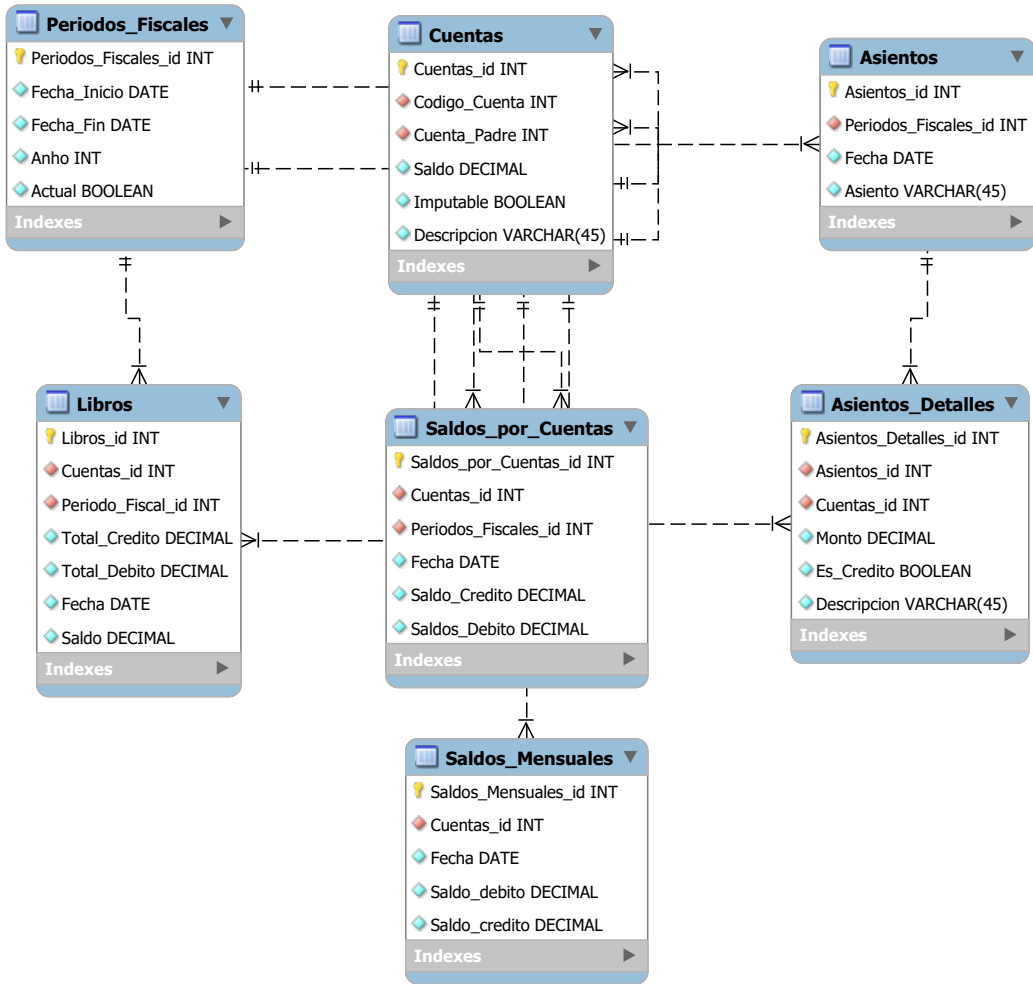 Periodos_Fiscales
Periodos_Fiscales_id INT
Fecha_Inicio DATE
Fecha_Fin DATE
Anho INT
Actual BOOLEAN
Indexes
Cuentas
Cuentas_id INT
Codigo_Cuenta INT
Cuenta_Padre INT
Saldo DECIMAL
Imputable BOOLEAN
Descripcion VARCHAR(45)
Indexes
Asientos
Asientos_id INT
Periodos_Fiscales_id INT
Fecha DATE
Asiento VARCHAR(45)
Indexes
Libros
Libros_id INT
Cuentas_id INT
Periodo_Fiscal_id INT
Total_Credito DECIMAL
Total_Debito DECIMAL
Fecha DATE
Saldo DECIMAL
Indexes
Saldos_por_Cuentas
Saldos_por_Cuentas_id INT
Cuentas_id INT
Periodos_Fiscales_id INT
Fecha DATE
Saldo_Credito DECIMAL
Saldos_Debito DECIMAL
Indexes
Asientos_Detalles
Asientos_Detalles_id INT
Asientos_id INT
Cuentas_id INT
Monto DECIMAL
Es_Credito BOOLEAN
Descripcion VARCHAR(45)
Indexes
Saldos_Mensuales
Saldos_Mensuales_id INT
Cuentas_id INT
Fecha DATE
Saldo_debito DECIMAL
Saldo_credito DECIMAL
Indexes